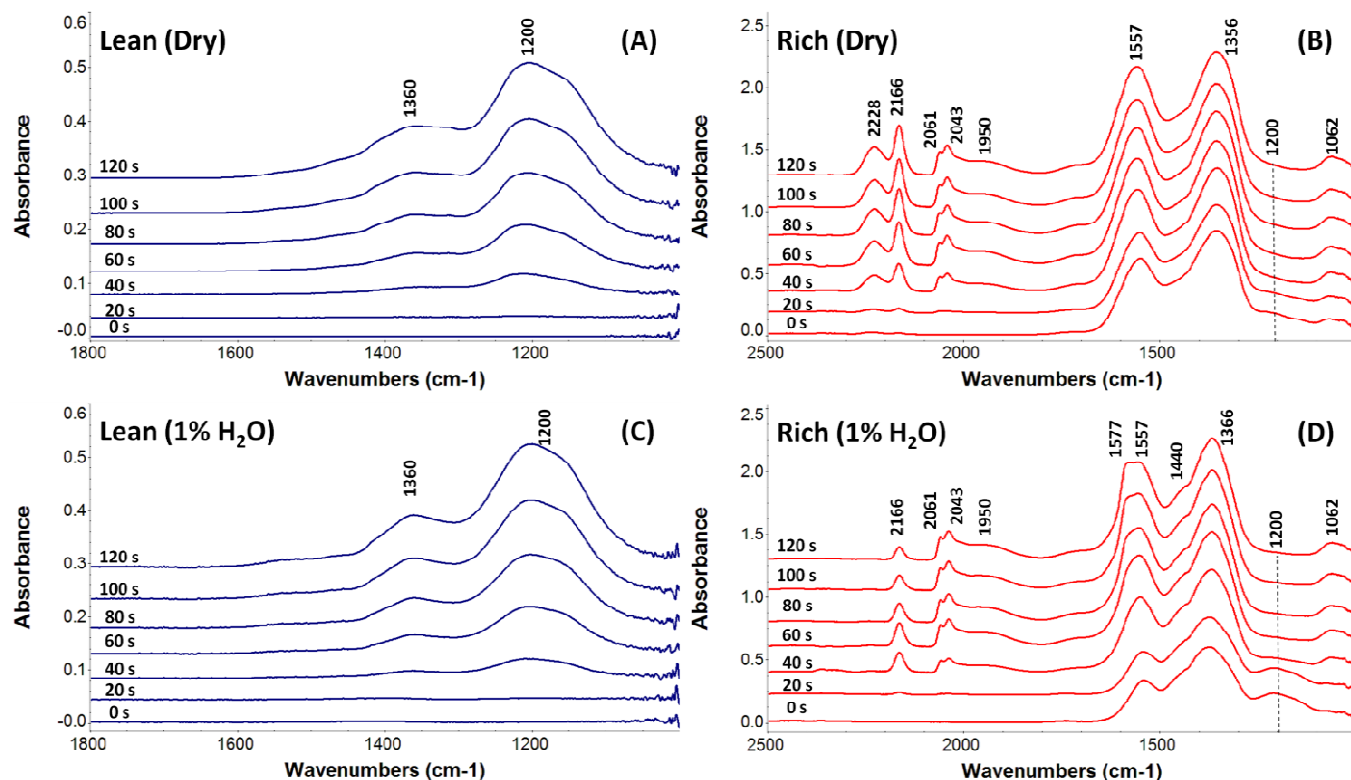 Lean (Dry)
(A)
1200
1360
0.6
0.5
0.4
0.3
0.2
0.1
-0.0
120 s
100 s
80 s
60 s
40 s
20 s
0 s
Absorbance
1800
1600
1400
1200
Wavenumbers (cm-1)
Rich (Dry)
(B)
1557
1356
2228
2166
2061
2043
1950
1200
1062
2.5
2.0
1.5
1.0
0.5
0.0
120 s
100 s
80 s
60 s
40 s
20 s
0 s
Absorbance
2500
2000
1500
Wavenumbers (cm-1)
Lean (1% H₂O)
(C)
1200
1360
0.6
0.5
0.4
0.3
0.2
0.1
-0.0
120 s
100 s
80 s
60 s
40 s
20 s
0 s
Absorbance
1800
1600
1400
1200
Wavenumbers (cm-1)
Rich (1% H₂O)
(D)
1577
1557
1440
1366
2166
2061
2043
1950
1200
1062
2.5
2.0
1.5
1.0
0.5
0.0
120 s
100 s
80 s
60 s
40 s
20 s
0 s
Absorbance
2500
2000
1500
Wavenumbers (cm-1)